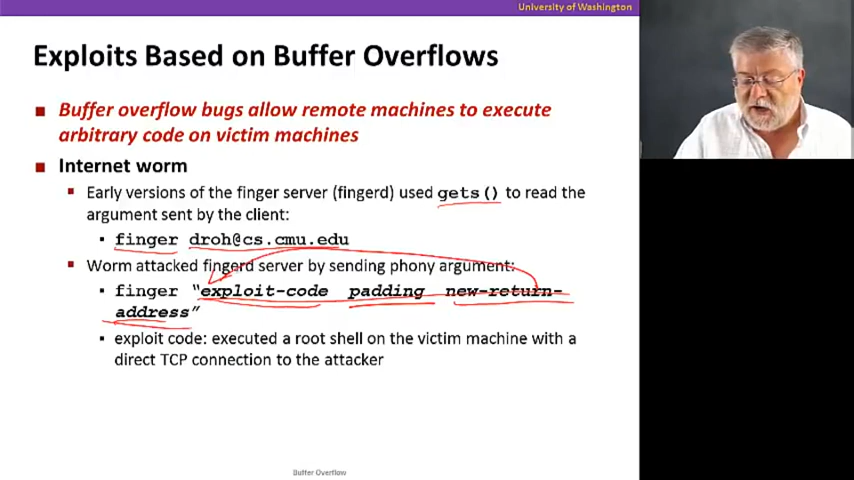 University of Washington
Exploits Based on Buffer Overflows
Buffer overflow bugs allow remote machines to execute
arbitrary code on victim machines
Internet worm
Early versions of the finger server (fingerd) used gets() to read the
argument sent by the client:
finger droh@cs.cmu.edu
Worm attacked fingerd server by sending phony argument:
finger “exploit-code padding new-return-
address”
exploit code: executed a root shell on the victim machine with a
direct TCP connection to the attacker
Buffer Overflow